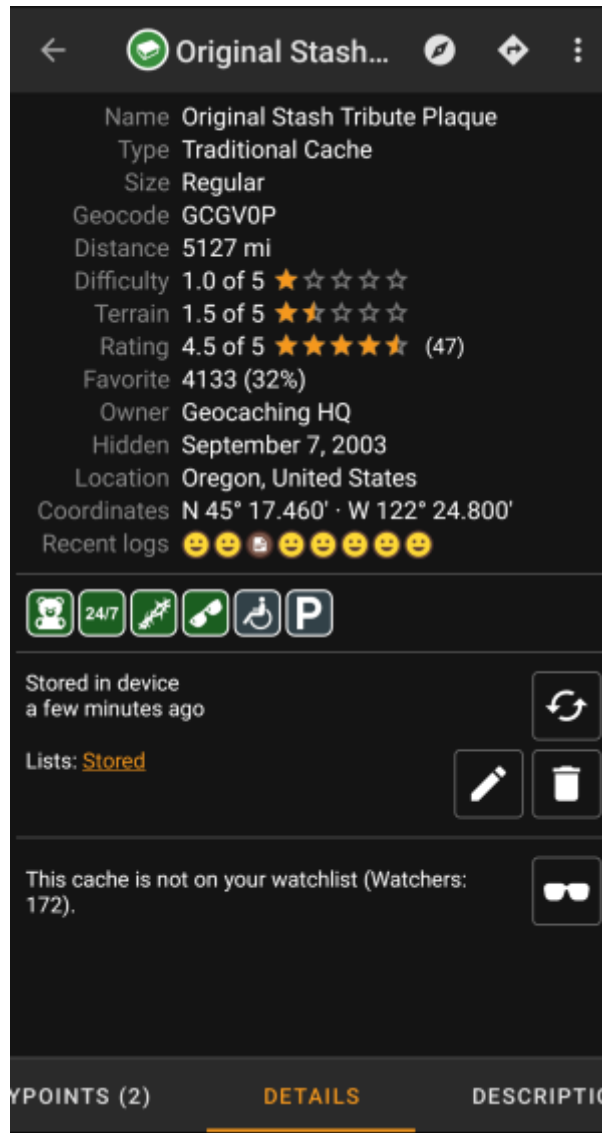 Original Stash...
Name Original Stash Tribute Plaque
Type Traditional Cache
Size Regular
Geocode GCGV0P
Distance 5127 mi
Difficulty 1.0 of 5
Terrain 1.5 of 5
Rating 4.5 of 5 (47)
Favorite 4133 (32%)
Owner Geocaching HQ
Hidden September 7, 2003
Location Oregon, United States
Coordinates N 45° 17.460' · W 122° 24.800'
Recent logs
24/7
P
Stored in device
a few minutes ago
Lists: Stored
This cache is not on your watchlist (Watchers:
172).
YPOINTS (2) DETAILS DESCRIPTIO